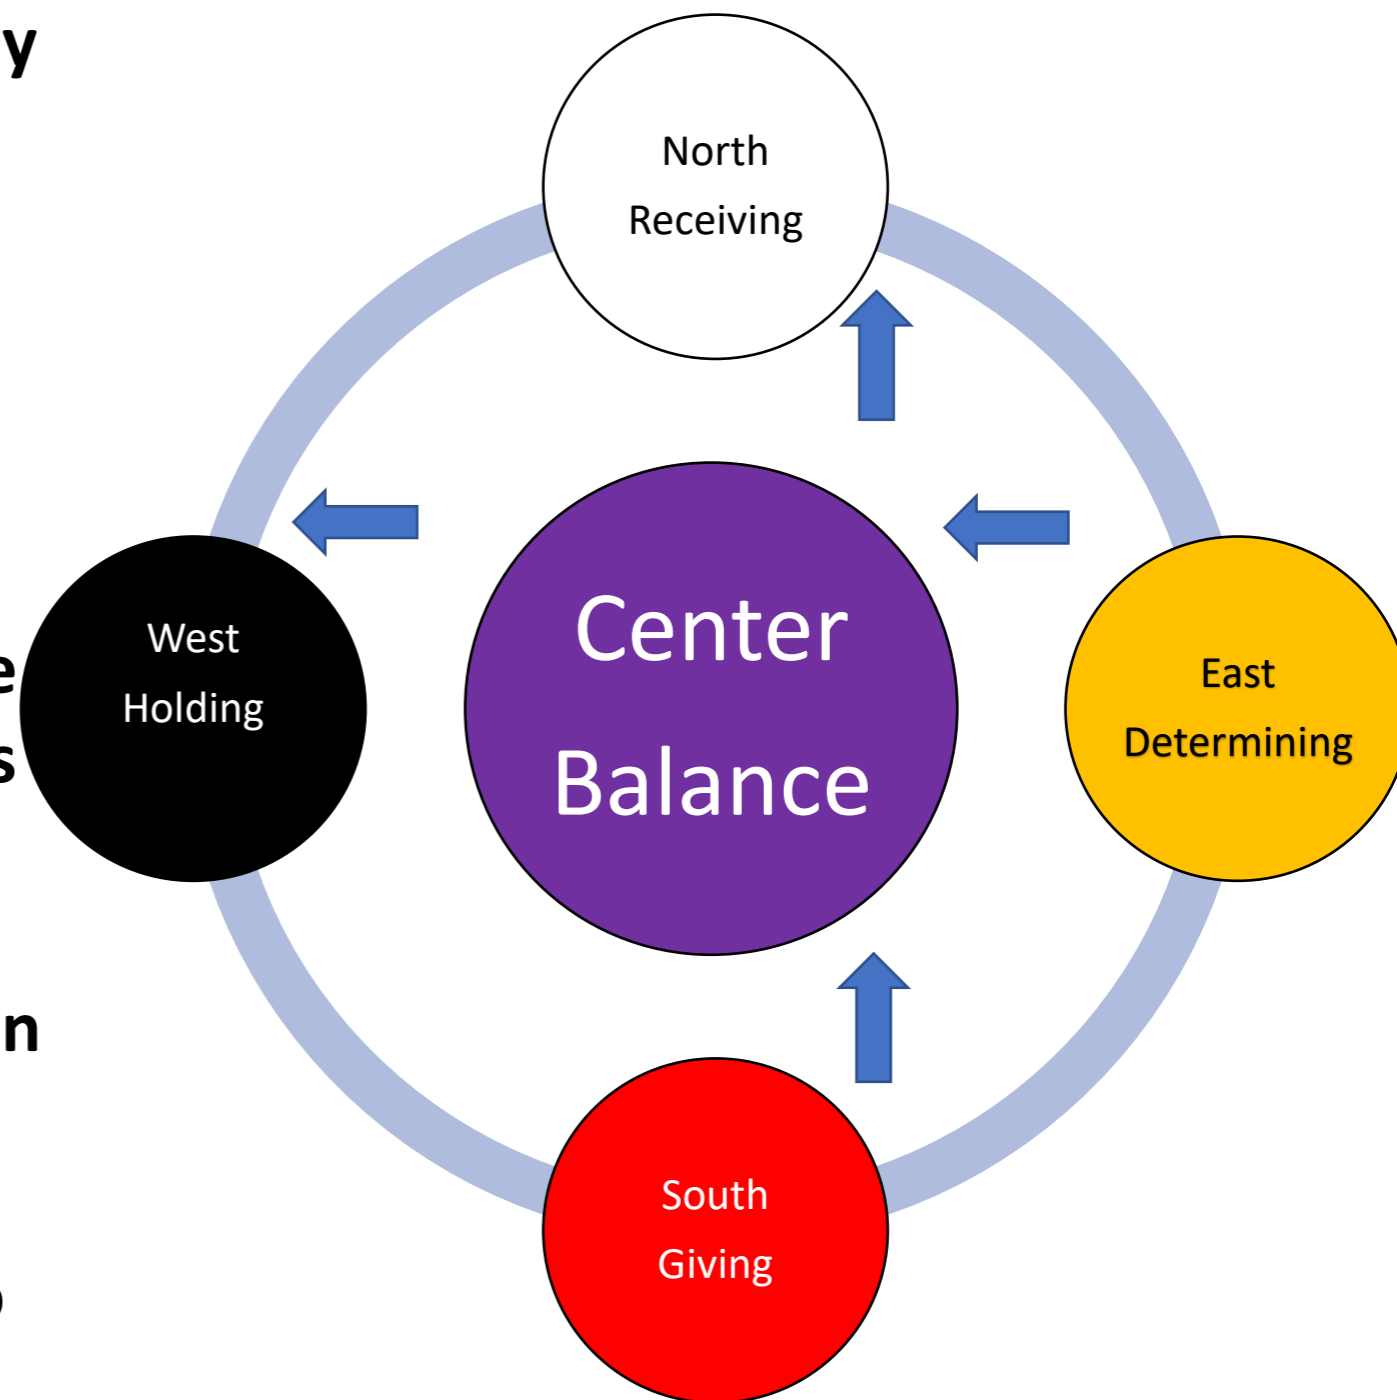 y
North
Receiving
West
Holding
e
s
Center
Balance
East
Determining
n
South
Giving